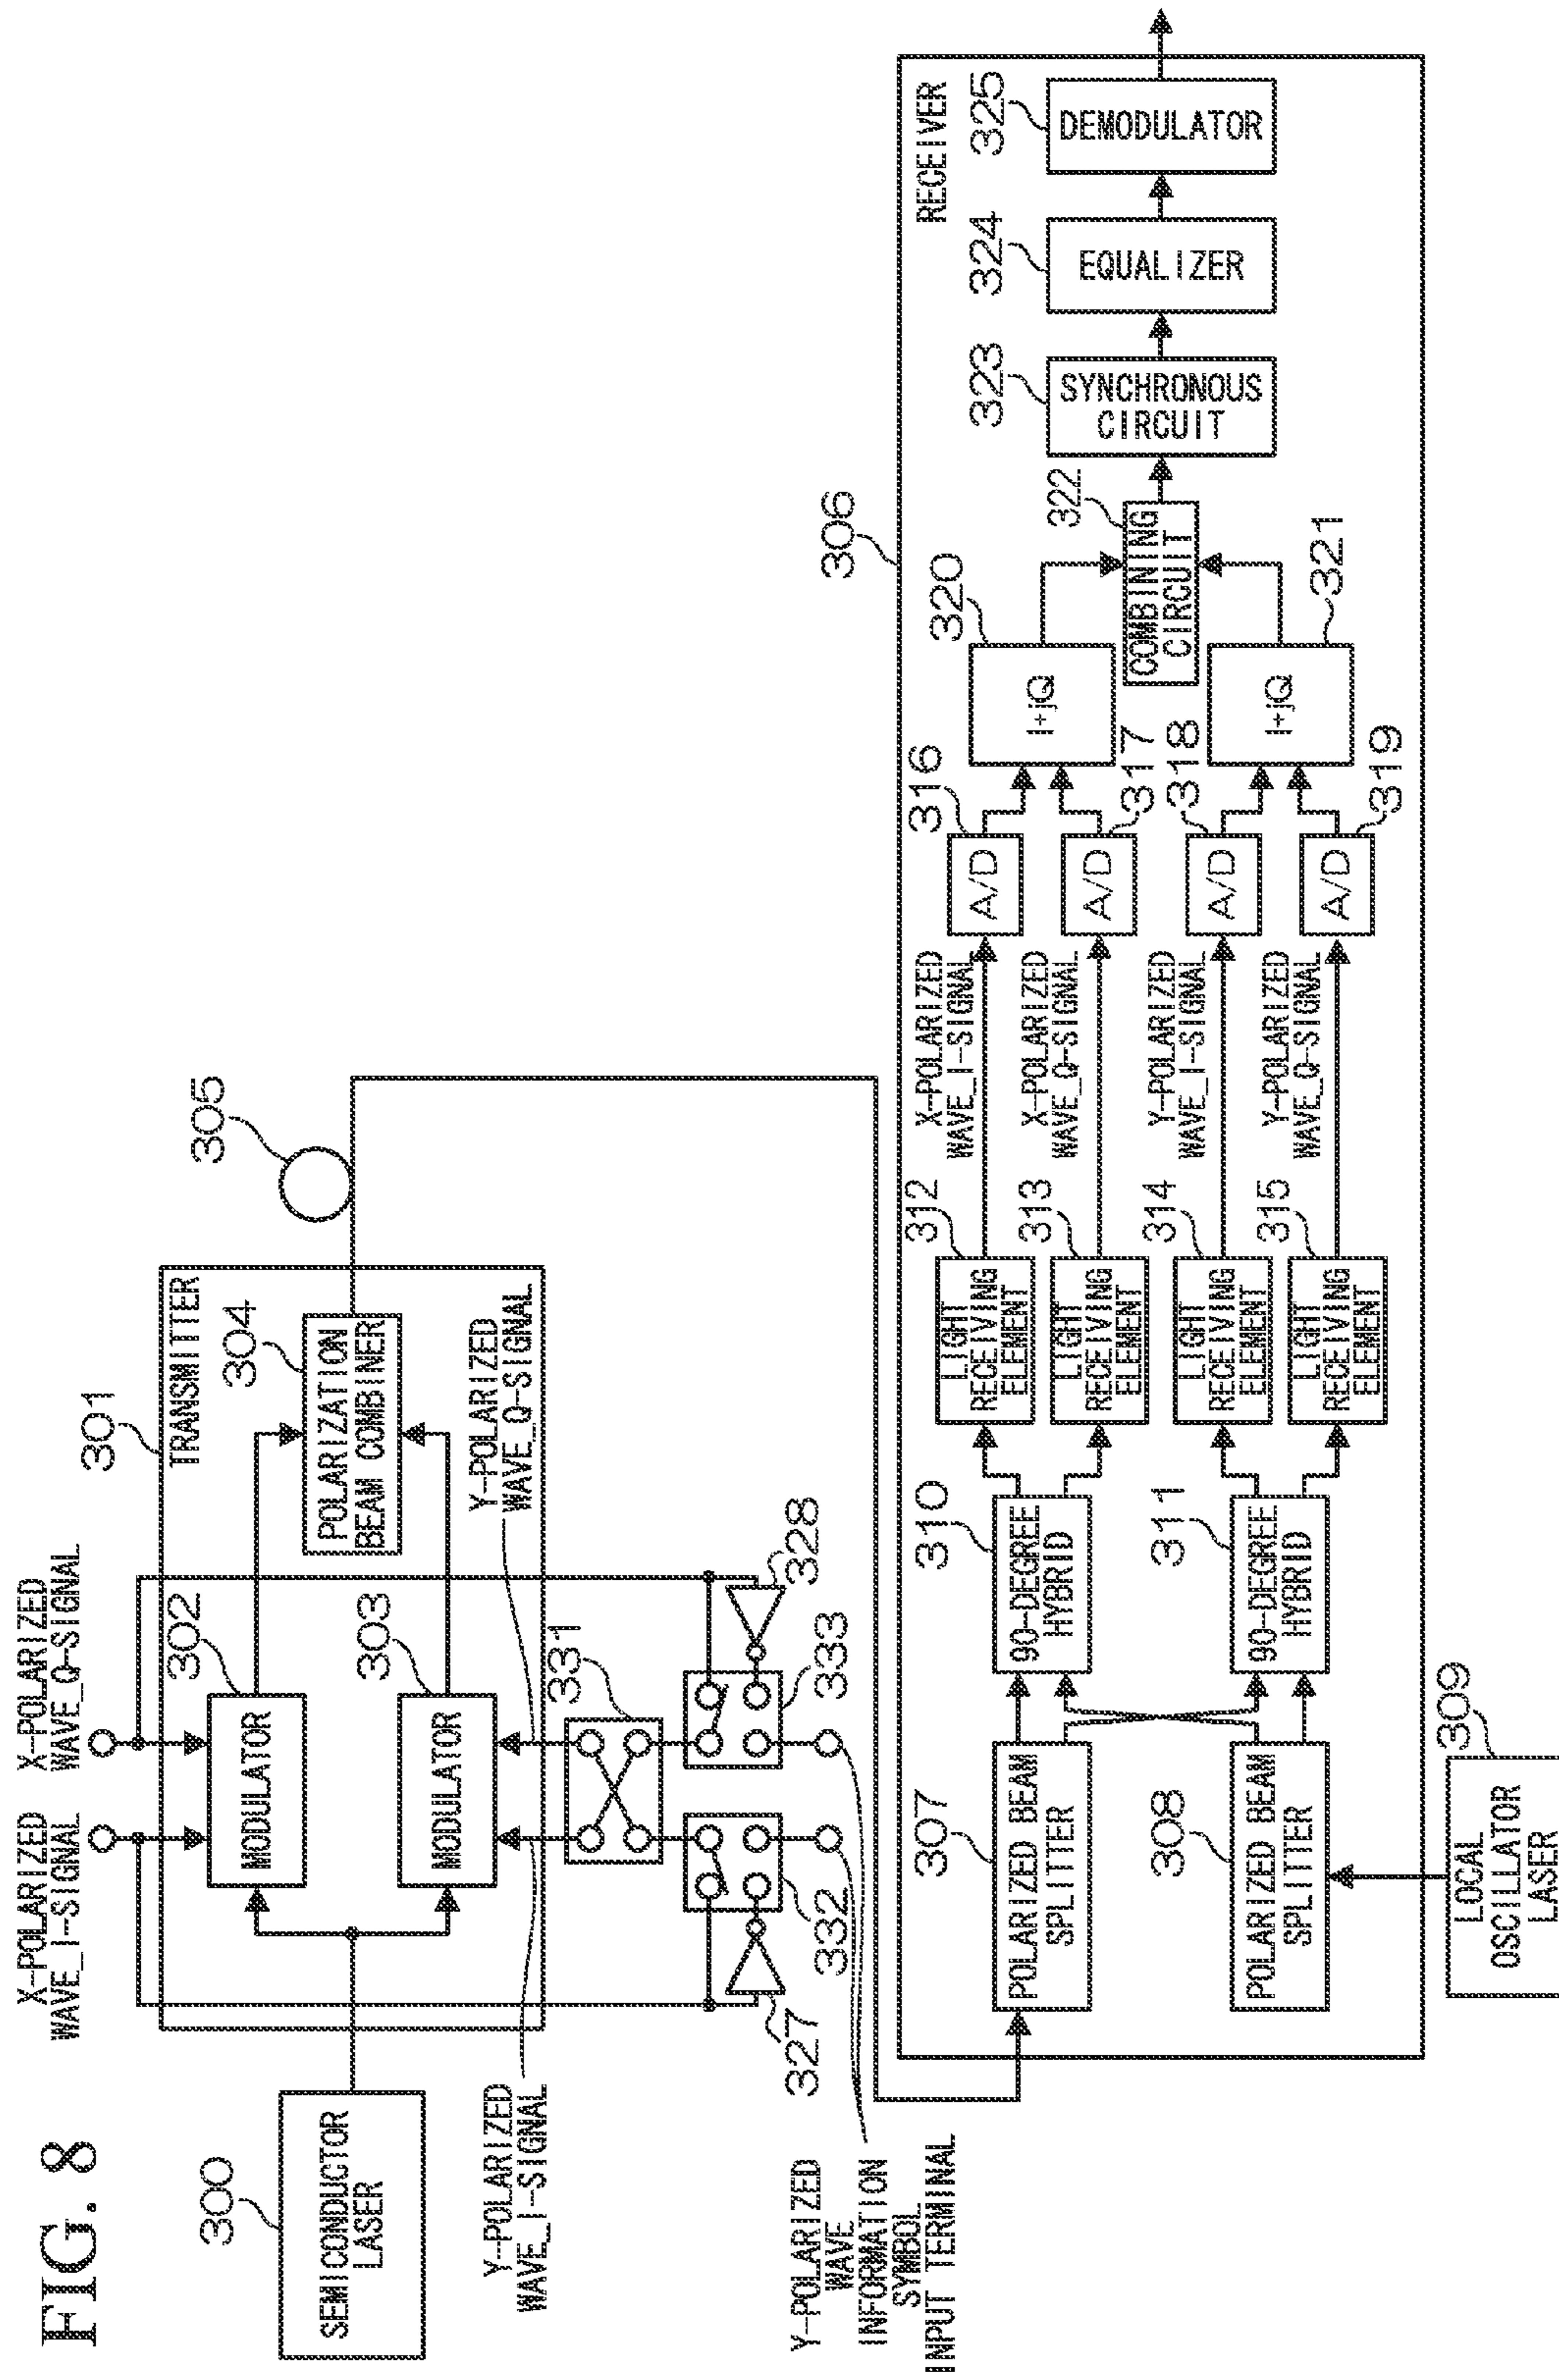 FIG. 8
X-POLARIZED
WAVE_I-SIGNAL
X-POLARIZED
WAVE_Q-SIGNAL
300
SEMICONDUCTOR
LASER
301
TRANSMITTER
302
MODULATOR
303
MODULATOR
304
POLARIZATION
BEAM COMBINER
305
Y-POLARIZED
WAVE_I-SIGNAL
Y-POLARIZED
WAVE_Q-SIGNAL
331
327
332
333
328
Y-POLARIZED
WAVE
INFORMATION
SYMBOL
INPUT TERMINAL
306
RECEIVER
307
POLARIZED BEAM
SPLITTER
308
POLARIZED BEAM
SPLITTER
309
LOCAL
OSCILLATOR
LASER
310
90-DEGREE
HYBRID
311
90-DEGREE
HYBRID
312
LIGHT
RECEIVING
ELEMENT
313
LIGHT
RECEIVING
ELEMENT
314
LIGHT
RECEIVING
ELEMENT
315
LIGHT
RECEIVING
ELEMENT
X-POLARIZED
WAVE_I-SIGNAL
X-POLARIZED
WAVE_Q-SIGNAL
Y-POLARIZED
WAVE_I-SIGNAL
Y-POLARIZED
WAVE_Q-SIGNAL
316
A/D
317
A/D
318
A/D
319
A/D
320
I+jQ
321
I+jQ
322
COMBINING
CIRCUIT
323
SYNCHRONOUS
CIRCUIT
324
EQUALIZER
325
DEMODULATOR